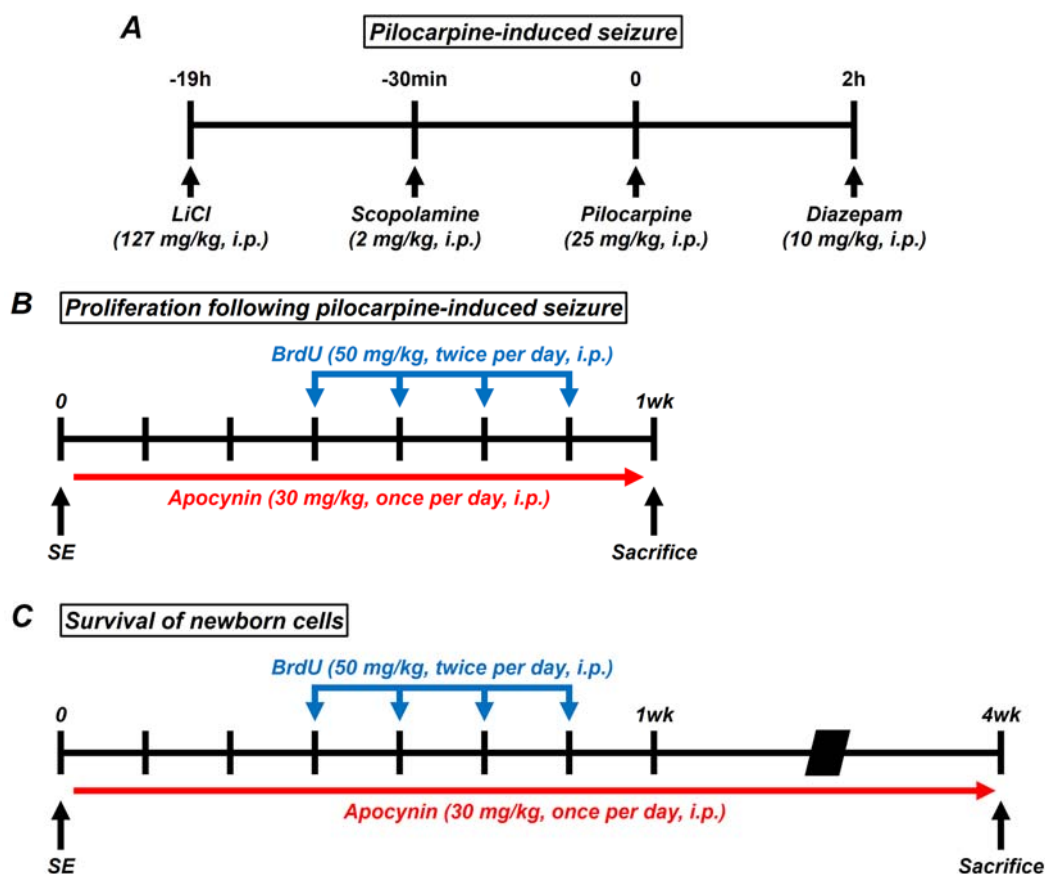 A
Pilocarpine-induced seizure
-19h
-30min
0
2h
LiCl
(127 mg/kg, i.p.)
Scopolamine
(2 mg/kg, i.p.)
Pilocarpine
(25 mg/kg, i.p.)
Diazepam
(10 mg/kg, i.p.)
B
Proliferation following pilocarpine-induced seizure
BrdU (50 mg/kg, twice per day, i.p.)
0
1wk
Apocynin (30 mg/kg, once per day, i.p.)
SE
Sacrifice
C
Survival of newborn cells
BrdU (50 mg/kg, twice per day, i.p.)
0
1wk
4wk
Apocynin (30 mg/kg, once per day, i.p.)
SE
Sacrifice